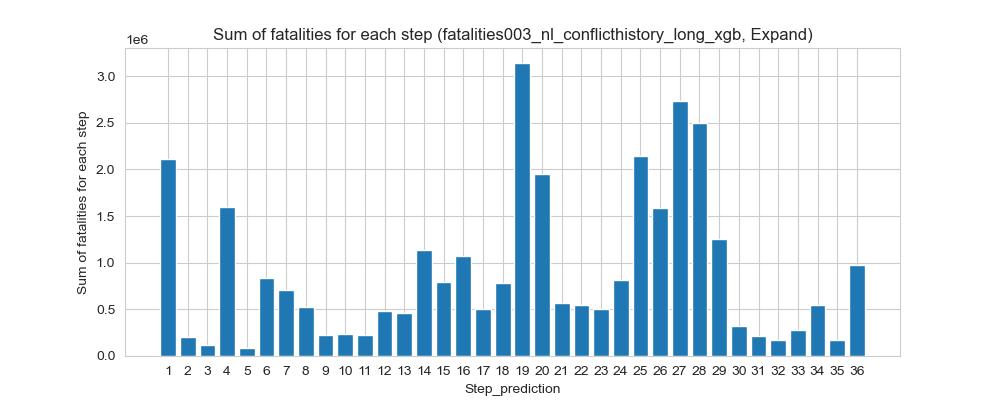 Sum of fatalities for each step (fatalities003_nl_conflicthistory_long_xgb, Expand)
1e6
3.0
2.5
2.0
1.5
1.0
0.5
0.0
Sum of fatalities for each step
1 2 3 4 5 6 7 8 9 10 11 12 13 14 15 16 17 18 19 20 21 22 23 24 25 26 27 28 29 30 31 32 33 34 35 36
Step_prediction